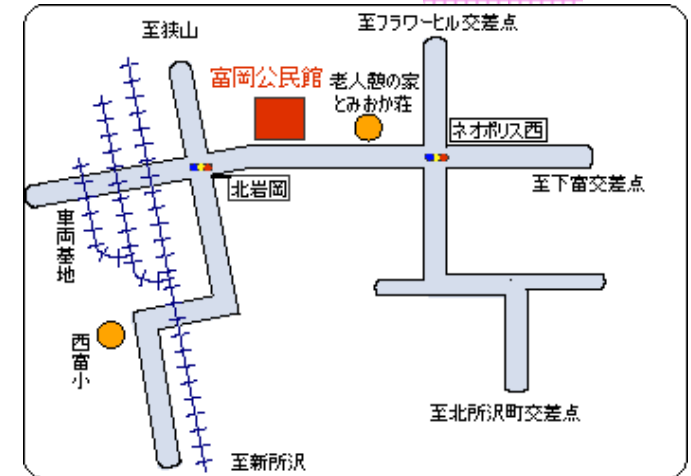 至狭山
至フラワーヒル交差点
富岡公民館
老人憩の家
とみおか荘
ネオポリス西
至下富交差点
北岩岡
車両基地
西富小
至北所沢町交差点
至新所沢